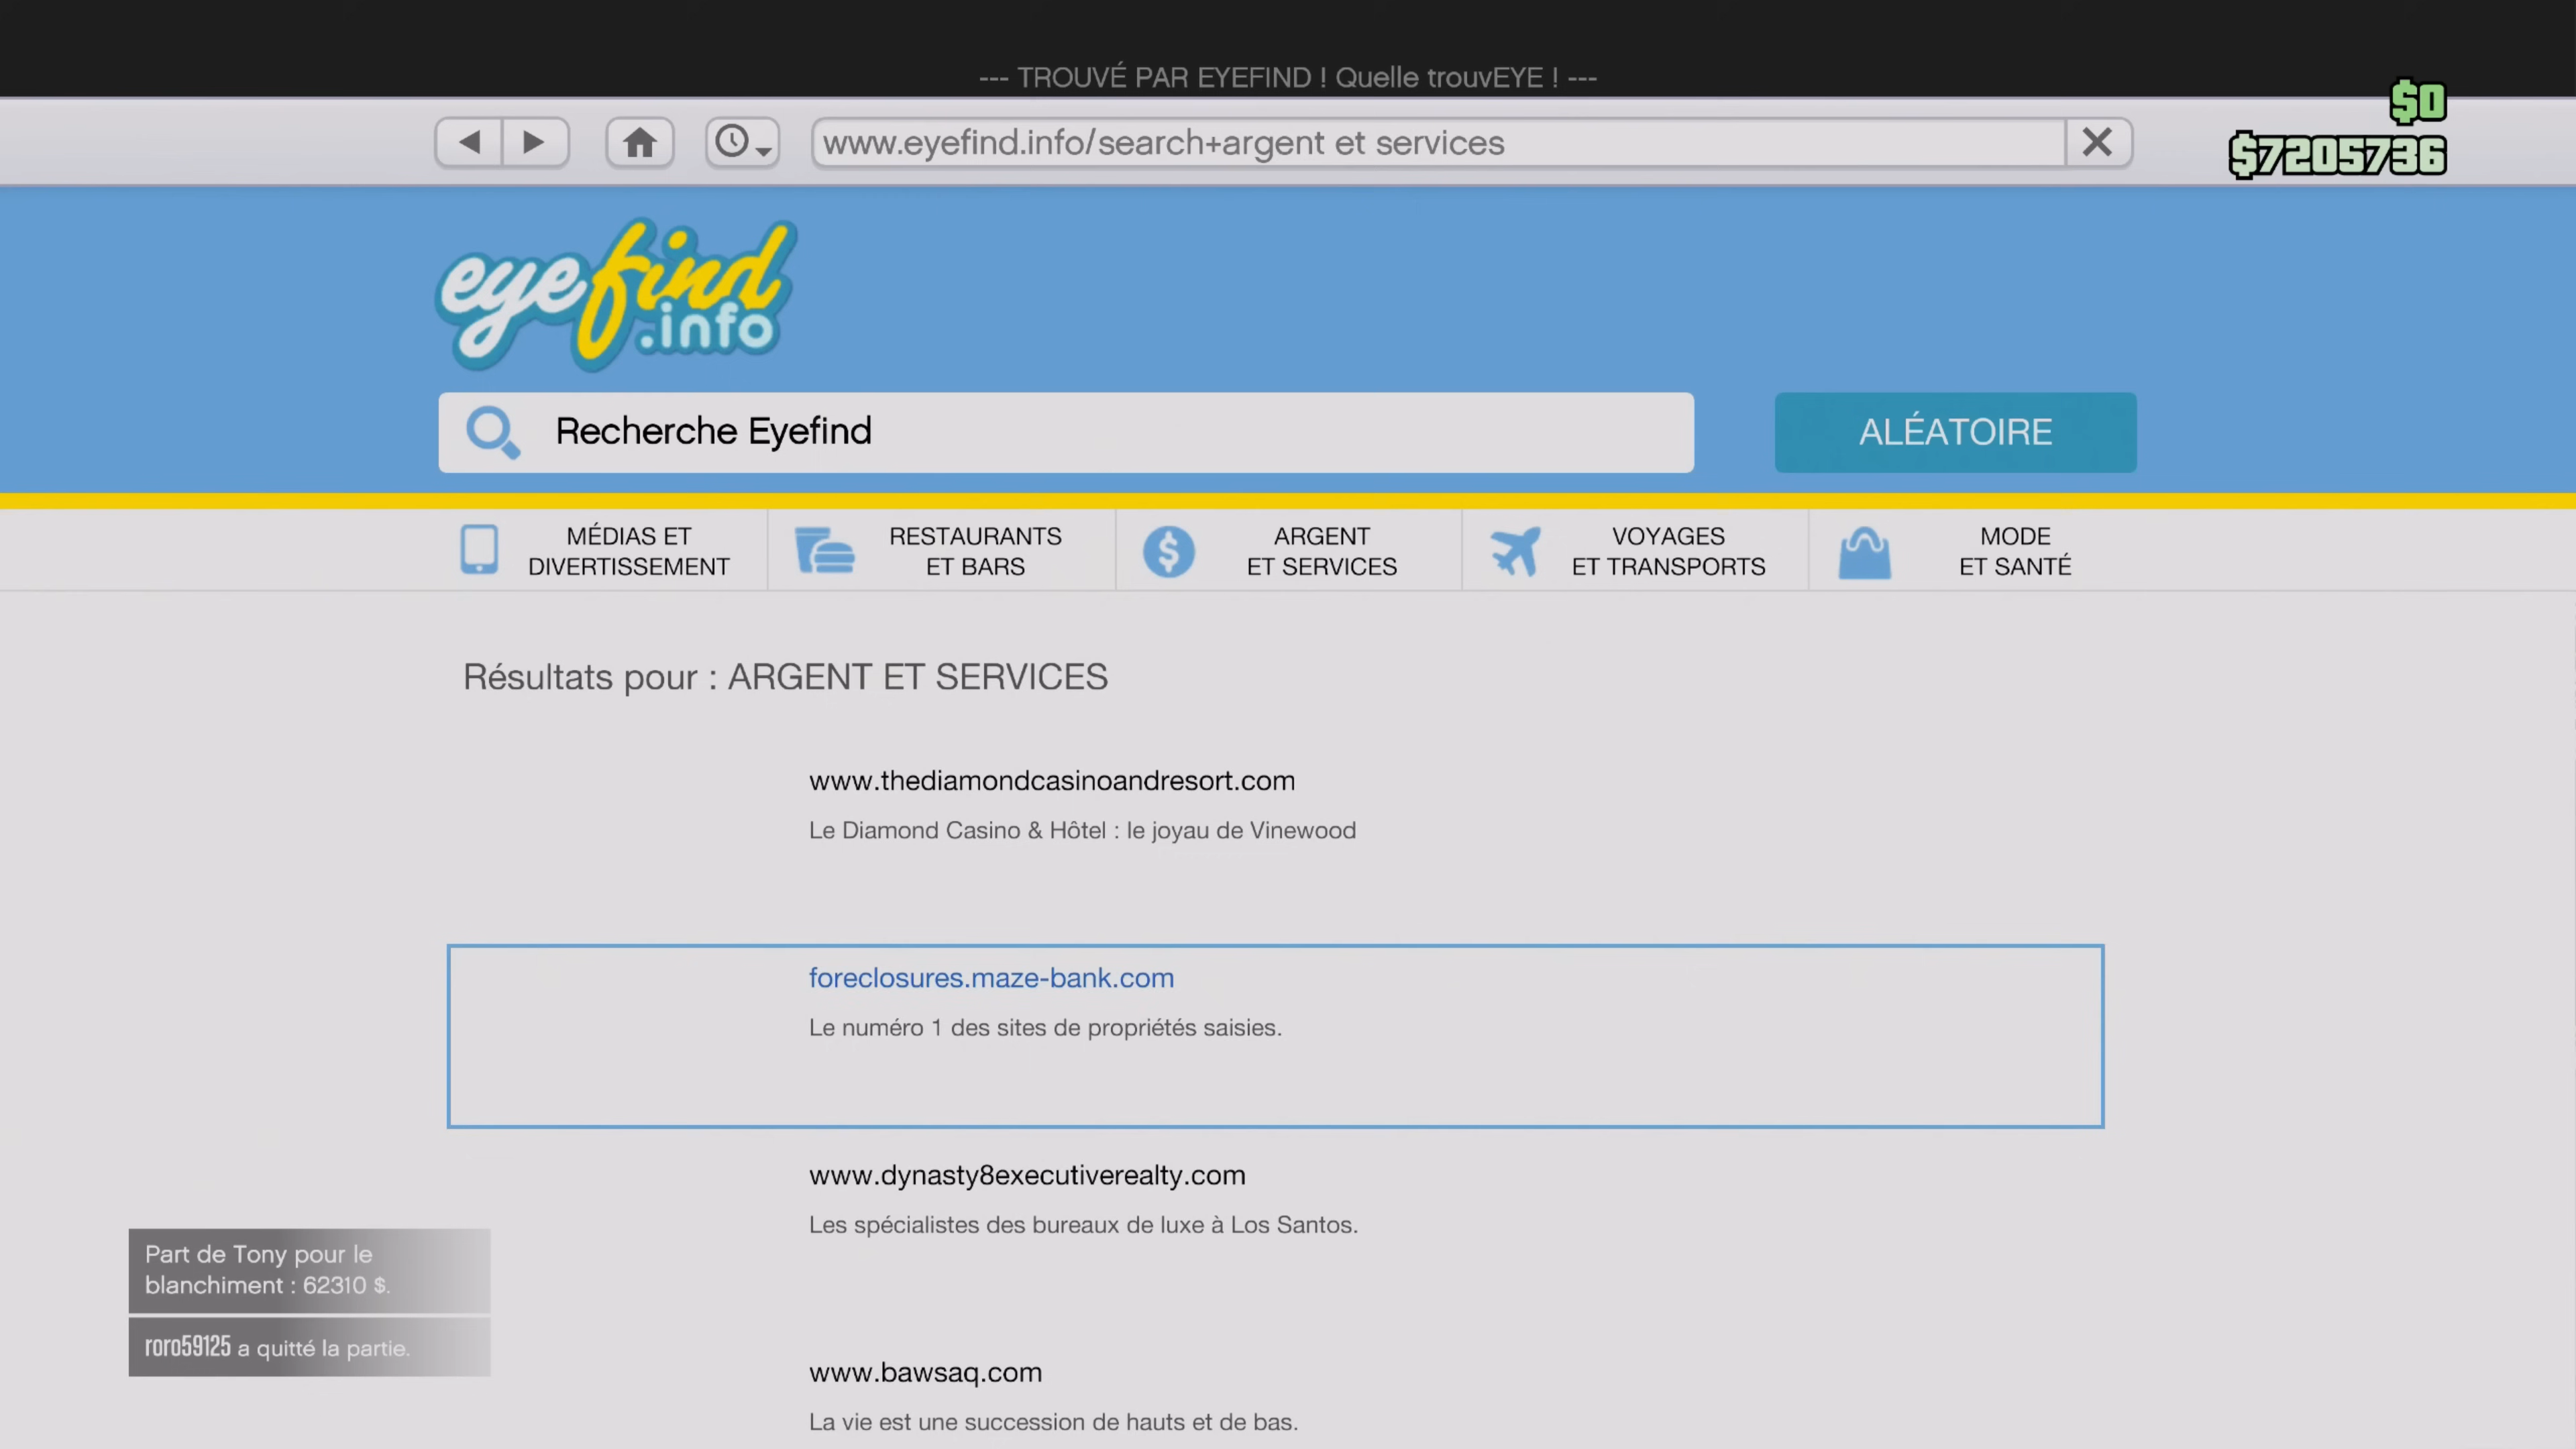 --- TROUVÉ PAR EYEFIND ! Quelle trouvEYE ! ---
$0
www.eyefind.info/search+argent et services
$7205736
eyefind
.info
Recherche Eyefind
ALÉATOIRE
MÉDIAS ET
DIVERTISSEMENT
RESTAURANTS
ET BARS
ARGENT
ET SERVICES
VOYAGES
ET TRANSPORTS
MODE
ET SANTÉ
Résultats pour : ARGENT ET SERVICES
www.thediamondcasinoandresort.com
Le Diamond Casino & Hôtel : le joyau de Vinewood
foreclosures.maze-bank.com
Le numéro 1 des sites de propriétés saisies.
www.dynasty8executiverealty.com
Les spécialistes des bureaux de luxe à Los Santos.
Part de Tony pour le
blanchiment : 62310 $.
roro59125 a quitté la partie.
www.bawsaq.com
La vie est une succession de hauts et de bas.